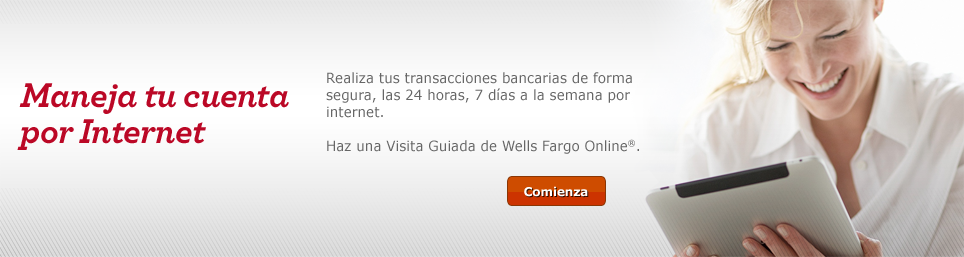 Maneja tu cuenta
por Internet
Realiza tus transacciones bancarias de forma
segura, las 24 horas, 7 días a la semana por
internet.
Haz una Visita Guiada de Wells Fargo Online®.
Comienza